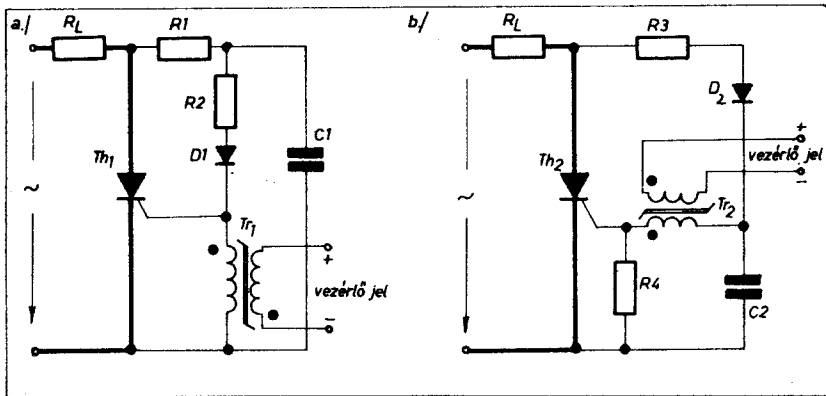 a./
R_L
R1
R2
D1
C1
Th1
~
Tr1
+
vezérlő jel
−
b./
R_L
R3
D2
+
vezérlő jel
−
Th2
~
Tr2
R4
C2